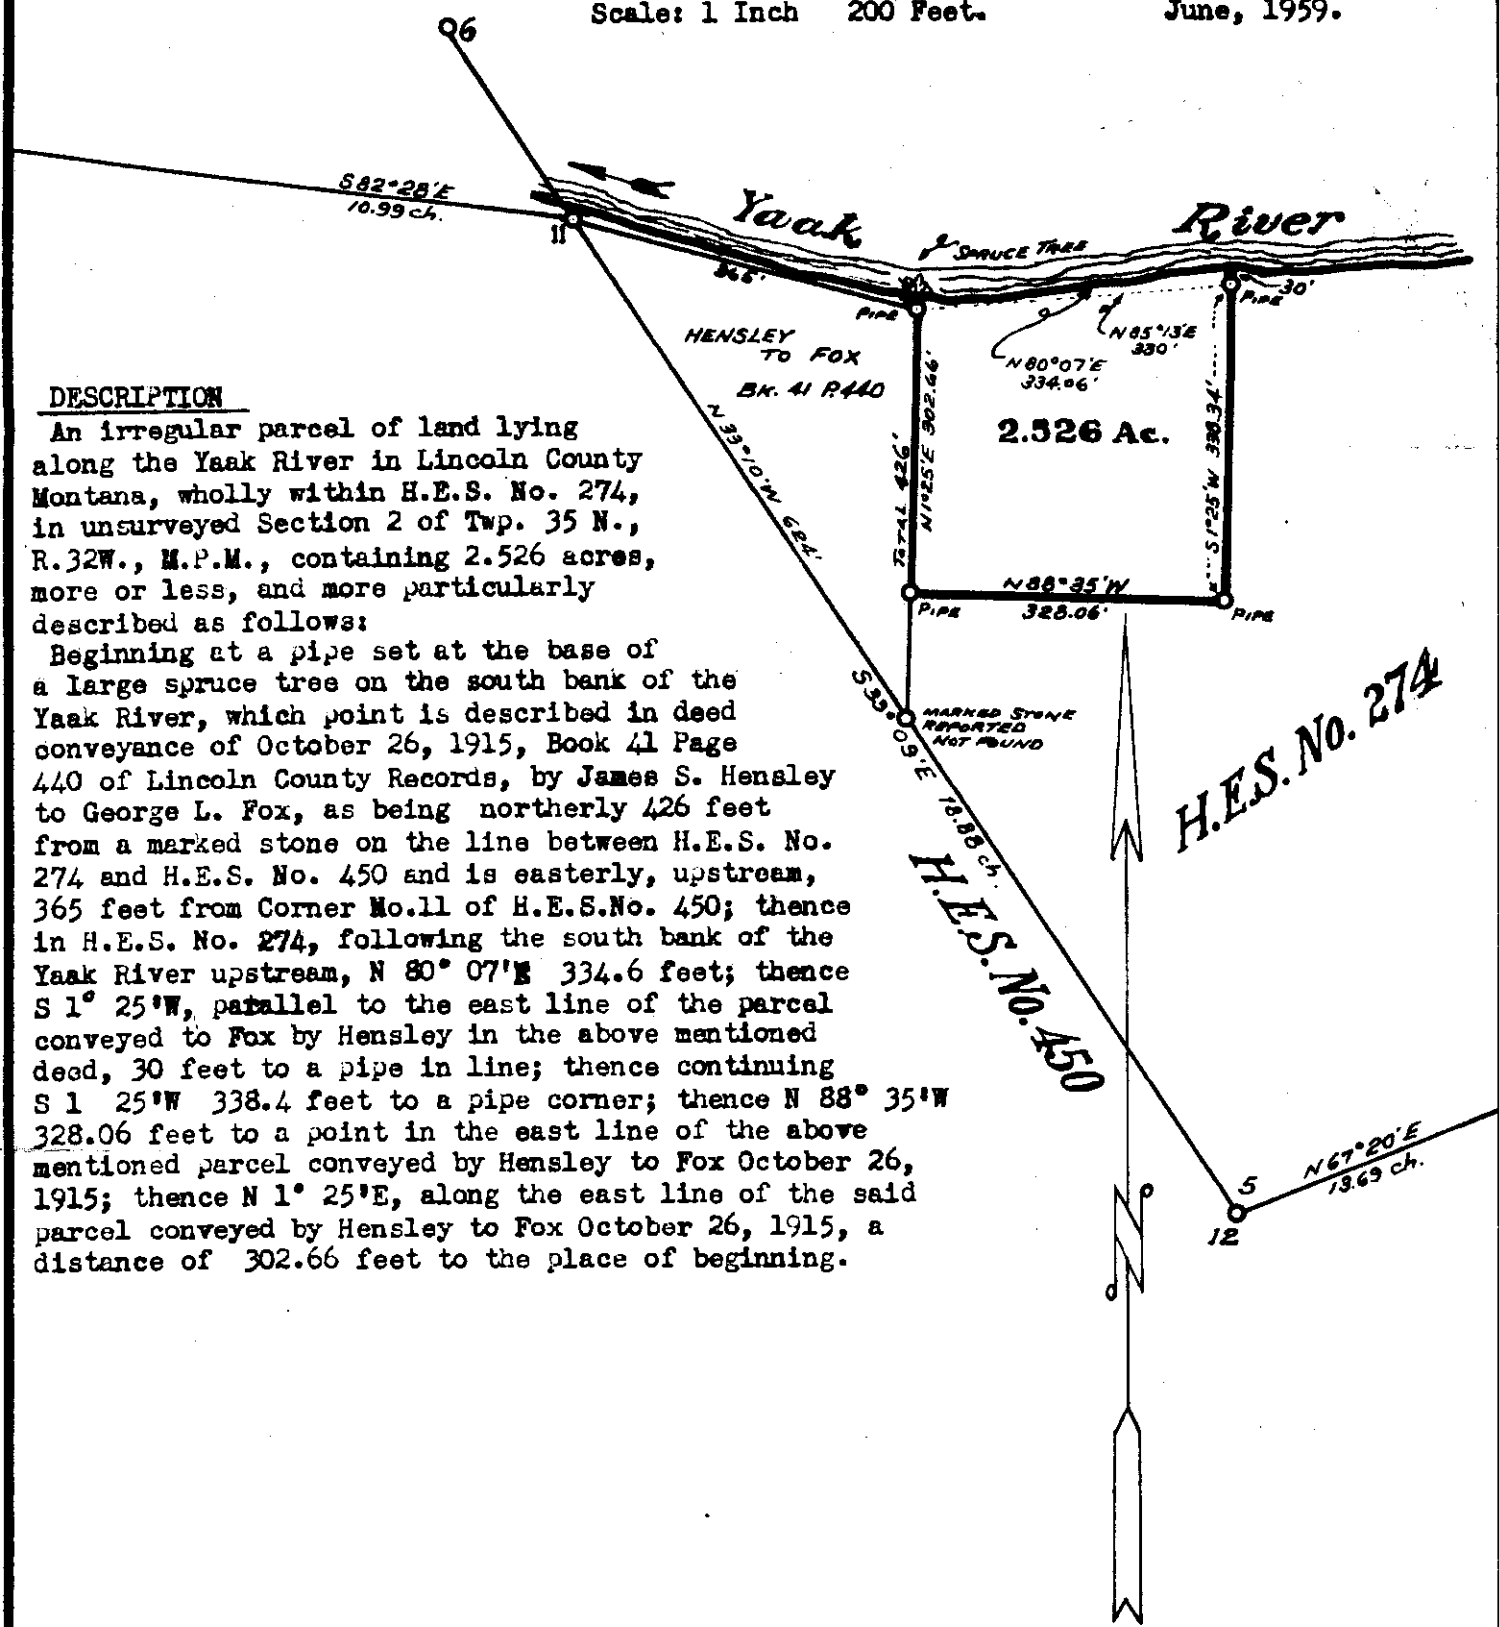 Scale: 1 Inch 200 Feet. June, 1959.
6
S 82°28'E
10.99 ch.
11
Yaak River
SPRUCE TREE
365'
PIPE
PIPE 30'
HENSLEY
TO FOX
BK. 41 P.440
N 85°13'E
330'
N 80°07'E
334.06'
2.526 Ac.
TOTAL 426'
N 1°25'E 302.66'
S 1°25'W 338.34'
N 33°10'W 624'
N 88°35'W
328.06'
PIPE
PIPE
MARKED STONE
REPORTED
NOT FOUND
S 33°09'E 18.88 ch.
H.E.S. No. 274
H.E.S. No. 450
N 67°20'E
13.69 ch.
5
12
DESCRIPTION
An irregular parcel of land lying
along the Yaak River in Lincoln County
Montana, wholly within H.E.S. No. 274,
in unsurveyed Section 2 of Twp. 35 N.,
R.32W., M.P.M., containing 2.526 acres,
more or less, and more particularly
described as follows:
Beginning at a pipe set at the base of
a large spruce tree on the south bank of the
Yaak River, which point is described in deed
conveyance of October 26, 1915, Book 41 Page
440 of Lincoln County Records, by James S. Hensley
to George L. Fox, as being northerly 426 feet
from a marked stone on the line between H.E.S. No.
274 and H.E.S. No. 450 and is easterly, upstream,
365 feet from Corner No.11 of H.E.S.No. 450; thence
in H.E.S. No. 274, following the south bank of the
Yaak River upstream, N 80° 07'E 334.6 feet; thence
S 1° 25'W, parallel to the east line of the parcel
conveyed to Fox by Hensley in the above mentioned
deed, 30 feet to a pipe in line; thence continuing
S 1 25'W 338.4 feet to a pipe corner; thence N 88° 35'W
328.06 feet to a point in the east line of the above
mentioned parcel conveyed by Hensley to Fox October 26,
1915; thence N 1° 25'E, along the east line of the said
parcel conveyed by Hensley to Fox October 26, 1915, a
distance of 302.66 feet to the place of beginning.